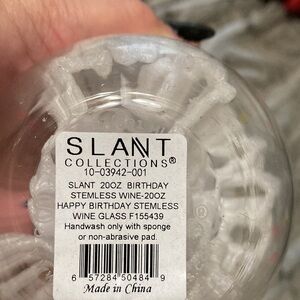 SLANT
COLLECTIONS®
10-03942-001
SLANT 20OZ BIRTHDAY
STEMLESS WINE-20OZ
HAPPY BIRTHDAY STEMLESS
WINE GLASS F155439
Handwash only with sponge
or non-abrasive pad.
6 57284 50484 9
Made in China